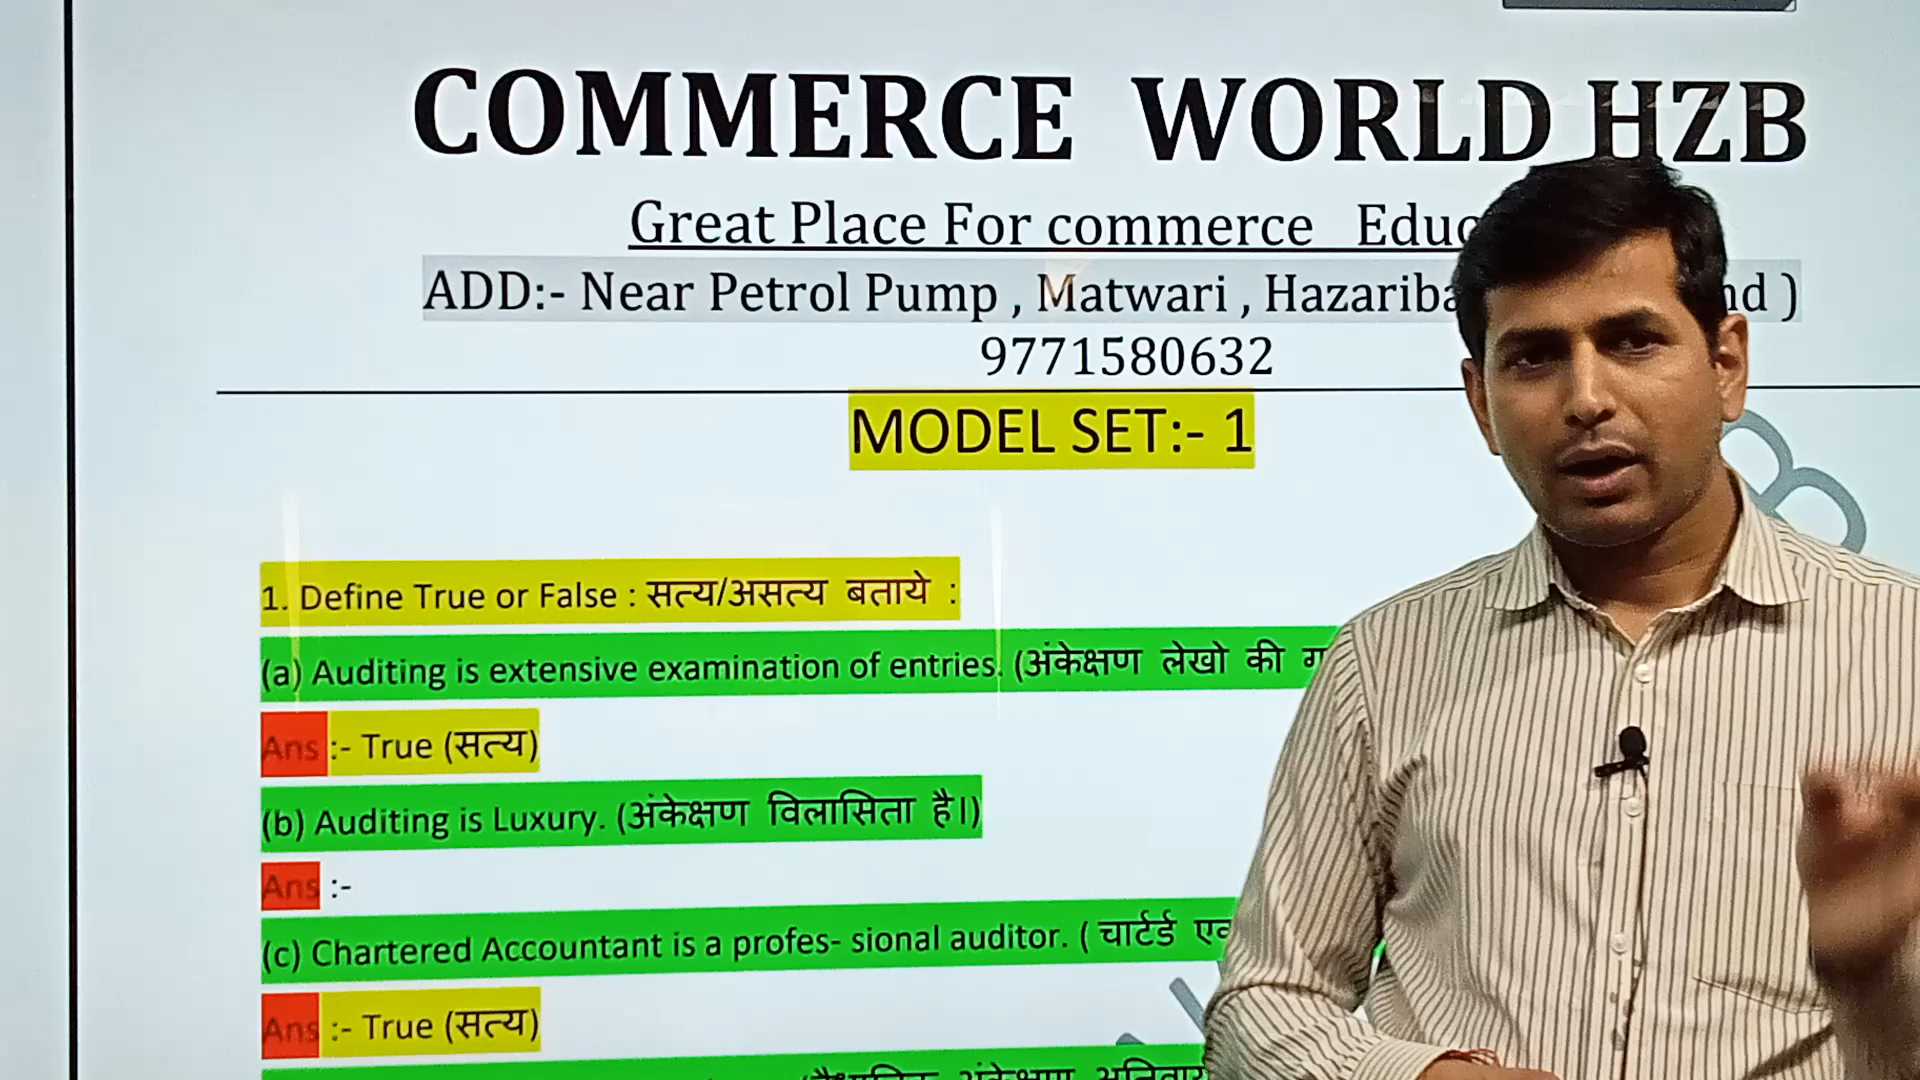 COMMERCE WORLD HZB
Great Place For commerce
ADD:- Near Petrol Pump , Matwari ,
9771580632
MODEL SET:- 1
1. Define True or False : सत्य/असत्य बताये :
(a) Auditing is extensive examination of entries. (अंकेक्षण लेखो की
Ans :- True (सत्य)
(b) Auditing is Luxury. (अंकेक्षण विलासिता है।)
Ans :-
(c) Chartered Accountant is a profes- sional auditor. ( चार्टर्ड
Ans :- True (सत्य)